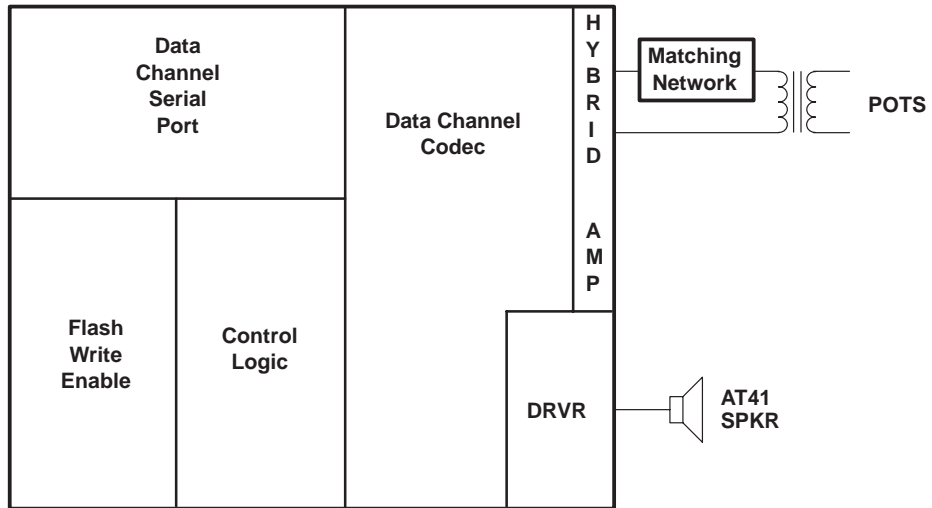 Data
Channel
Serial
Port
Data Channel
Codec
H
Y
B
R
I
D
A
M
P
Matching
Network
POTS
Flash
Write
Enable
Control
Logic
DRVR
AT41
SPKR